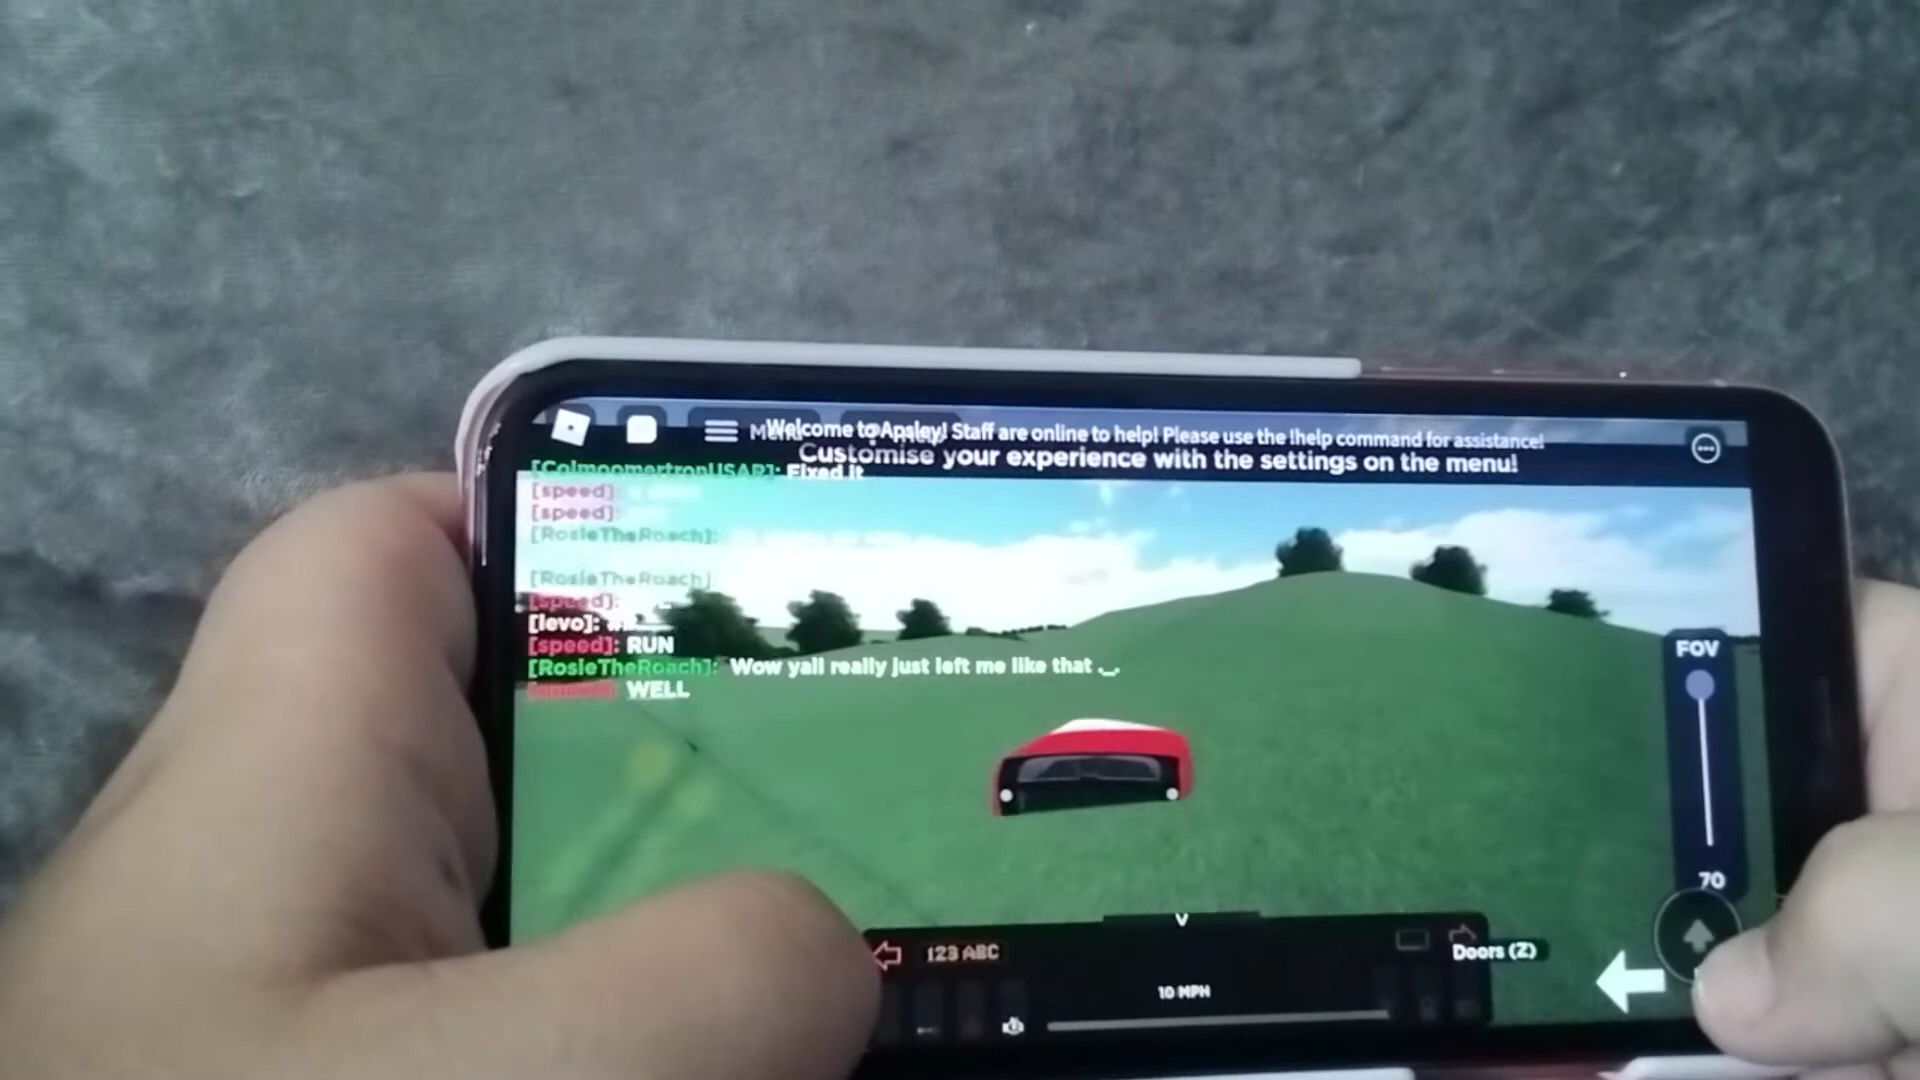 Welcome to Apsley! Staff are online to help! Please use the !help command for assistance!
Customise your experience with the settings on the menu!
Fixed it
[speed]:
[speed]:
[RosieTheRoach]:
[RosieTheRoach]
[speed]:
[levo]:
[speed]: RUN
[RosieTheRoach]: Wow yall really just left me like that ._.
WELL
FOV
70
123 ABC
Doors (Z)
10 MPH